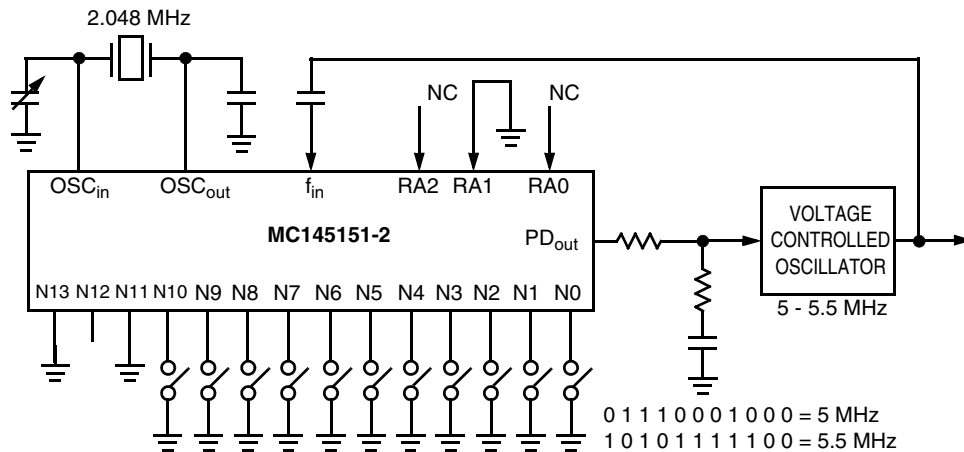 2.048 MHz
NC
NC
OSCin
OSCout
fin
RA2
RA1
RA0
MC145151-2
PDout
VOLTAGE
CONTROLLED
OSCILLATOR
5 - 5.5 MHz
N13 N12 N11 N10 N9 N8 N7 N6 N5 N4 N3 N2 N1 N0
0 1 1 1 0 0 0 1 0 0 0 = 5 MHz
1 0 1 0 1 1 1 1 1 0 0 = 5.5 MHz